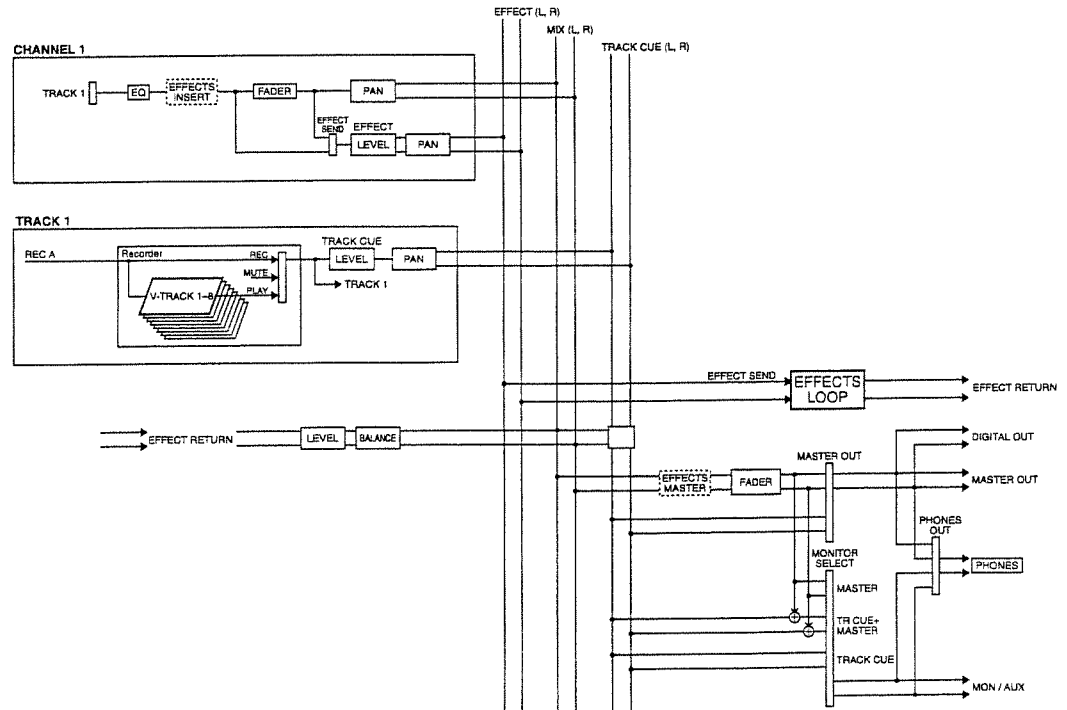 EFFECT (L, R)
MIX (L, R)
TRACK CUE (L, R)
CHANNEL 1
TRACK 1
EQ
EFFECTS
INSERT
FADER
PAN
EFFECT
SEND
EFFECT
LEVEL
PAN
TRACK 1
REC A
Recorder
REC
MUTE
PLAY
V-TRACK 1–8
TRACK CUE
LEVEL
PAN
TRACK 1
EFFECT SEND
EFFECTS
LOOP
EFFECT RETURN
EFFECT RETURN
LEVEL
BALANCE
DIGITAL OUT
MASTER OUT
EFFECTS
MASTER
FADER
MASTER OUT
PHONES
OUT
PHONES
MONITOR
SELECT
MASTER
TR CUE+
MASTER
TRACK CUE
MON / AUX